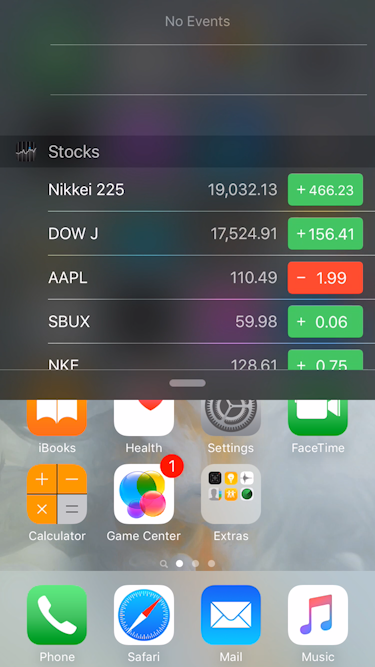 No Events
Stocks
Nikkei 225 19,032.13 +466.23
DOW J 17,524.91 +156.41
AAPL 110.49 − 1.99
SBUX 59.98 + 0.06
NKE 128.61 + 0.75
iBooks Health Settings FaceTime
1
Calculator Game Center Extras
Phone Safari Mail Music